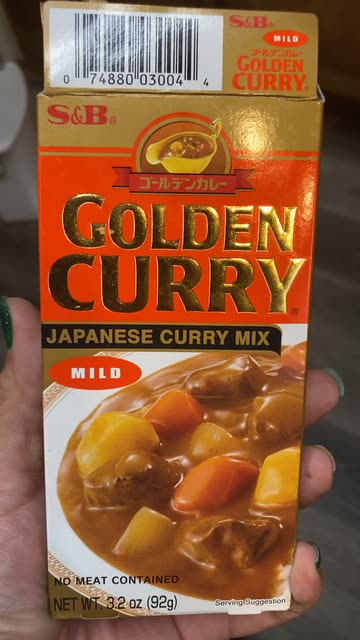 S&B®
MILD
ゴールデンカレー
GOLDEN
CURRY®
0 74880 03004 4
S&B®
ゴールデンカレー
GOLDEN
CURRY®
JAPANESE CURRY MIX
MILD
NO MEAT CONTAINED
NET WT. 3.2 oz (92g)
Serving Suggestion